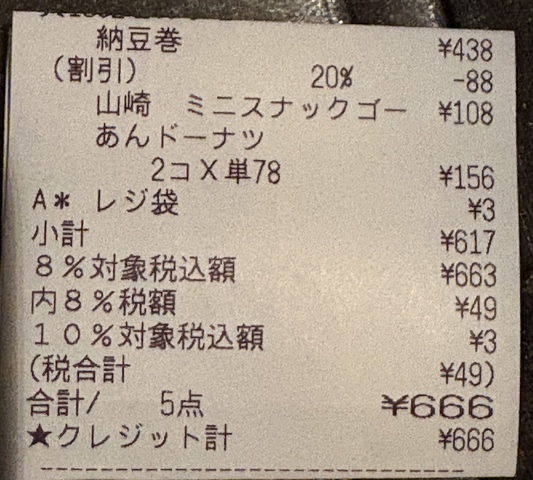 納豆巻 ¥438
(割引) 20% -88
山崎 ミニスナックゴー ¥108
あんドーナツ
2コX単78 ¥156
A* レジ袋 ¥3
小計 ¥617
8%対象税込額 ¥663
内8%税額 ¥49
10%対象税込額 ¥3
(税合計 ¥49)
合計/ 5点 ¥666
★クレジット計 ¥666